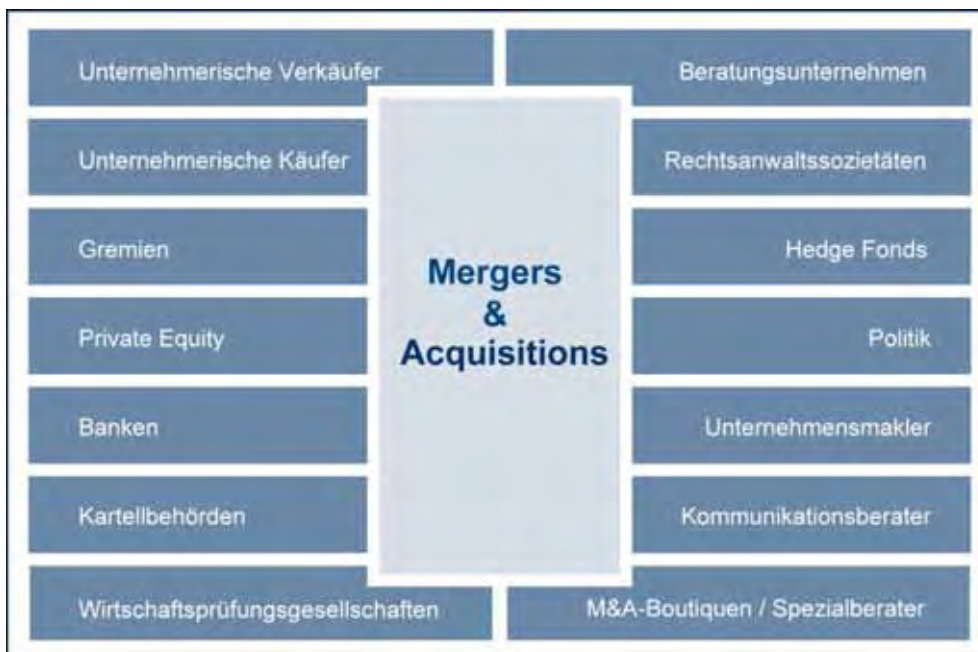 Unternehmerische Verkäufer
Beratungsunternehmen
Unternehmerische Käufer
Rechtsanwaltssozietäten
Gremien
Hedge Fonds
Mergers
&
Acquisitions
Private Equity
Politik
Banken
Unternehmensmakler
Kartellbehörden
Kommunikationsberater
Wirtschaftsprüfungsgesellschaften
M&A-Boutiquen / Spezialberater